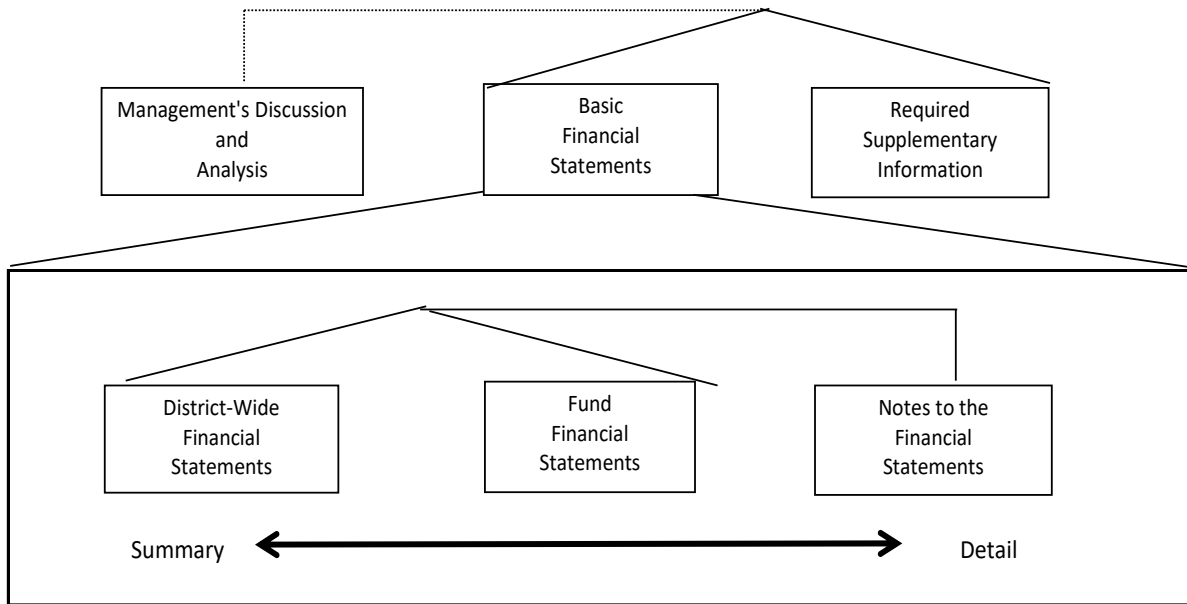 Management's Discussion
and
Analysis
Basic
Financial
Statements
Required
Supplementary
Information
District-Wide
Financial
Statements
Fund
Financial
Statements
Notes to the
Financial
Statements
Summary
Detail